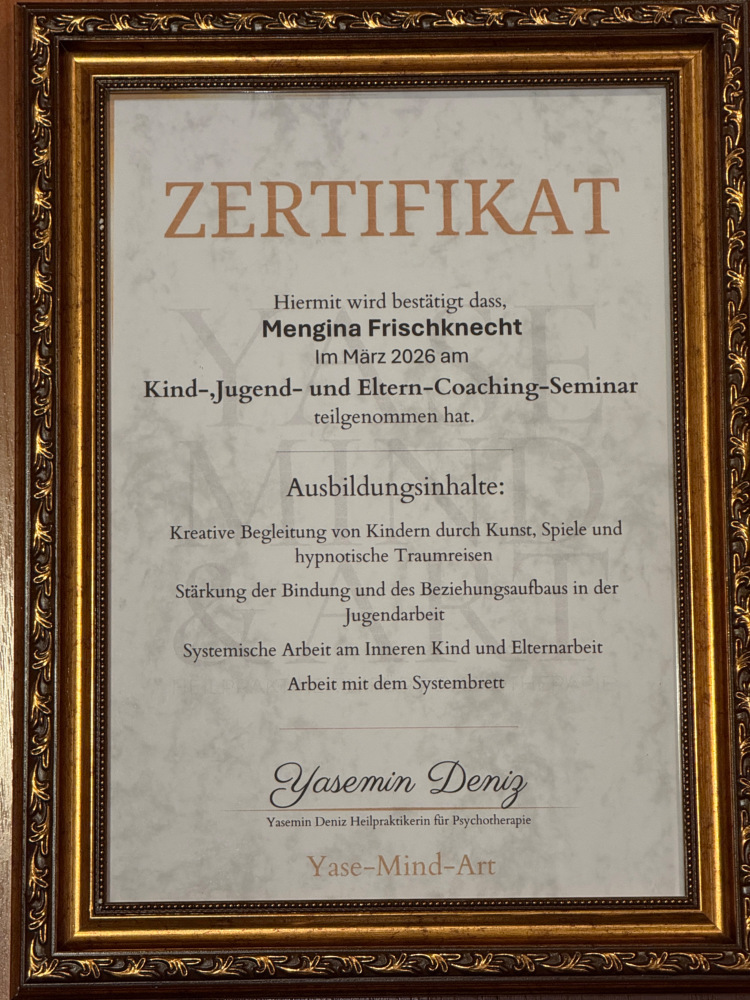 ZERTIFIKAT
Hiermit wird bestätigt dass,
Mengina Frischknecht
Im März 2026 am
Kind-,Jugend- und Eltern-Coaching-Seminar
teilgenommen hat.
YASE
MIND
& ART
Ausbildungsinhalte:
Kreative Begleitung von Kindern durch Kunst, Spiele und
hypnotische Traumreisen
Stärkung der Bindung und des Beziehungsaufbaus in der
Jugendarbeit
Systemische Arbeit am Inneren Kind und Elternarbeit
Arbeit mit dem Systembrett
Yasemin Deniz
Yasemin Deniz Heilpraktikerin für Psychotherapie
Yase-Mind-Art